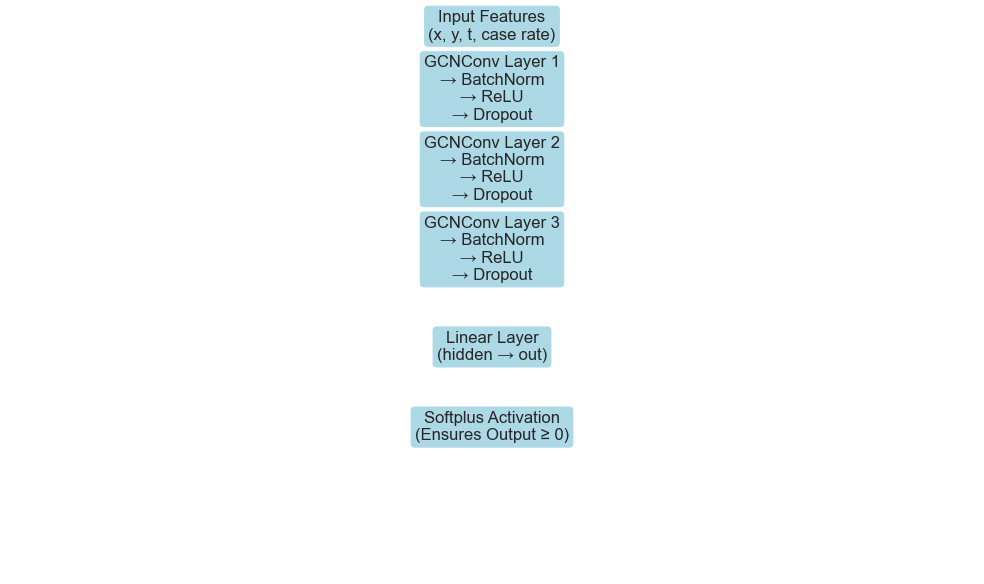 Input Features
(x, y, t, case rate)
GCNConv Layer 1
→ BatchNorm
→ ReLU
→ Dropout
GCNConv Layer 2
→ BatchNorm
→ ReLU
→ Dropout
GCNConv Layer 3
→ BatchNorm
→ ReLU
→ Dropout
Linear Layer
(hidden → out)
Softplus Activation
(Ensures Output ≥ 0)